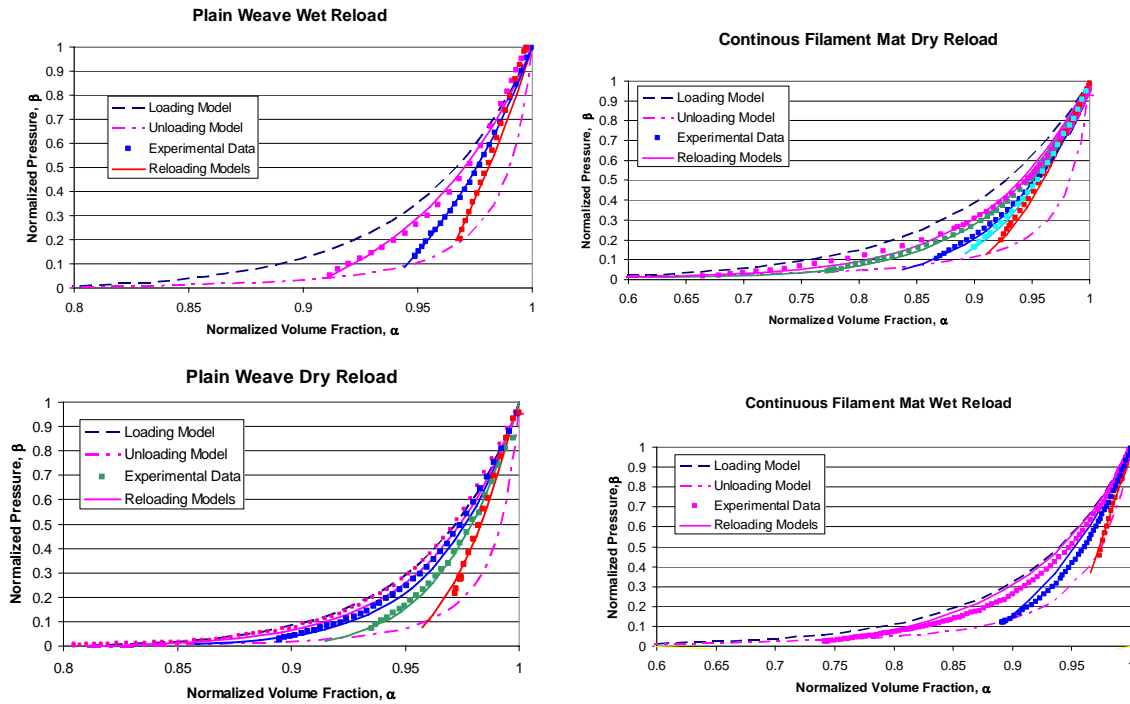 Plain Weave Wet Reload
Normalized Pressure, β
1
0.9
0.8
0.7
0.6
0.5
0.4
0.3
0.2
0.1
0
Loading Model
Unloading Model
Experimental Data
Reloading Models
0.8 0.85 0.9 0.95 1
Normalized Volume Fraction, α
Continous Filament Mat Dry Reload
Normalized Pressure, β
1
0.9
0.8
0.7
0.6
0.5
0.4
0.3
0.2
0.1
0
Loading Model
Unloading Model
Experimental Data
Reloading Models
0.6 0.65 0.7 0.75 0.8 0.85 0.9 0.95 1
Normalized Volume Fraction, α
Plain Weave Dry Reload
Normalized Pressure, β
1
0.9
0.8
0.7
0.6
0.5
0.4
0.3
0.2
0.1
0
Loading Model
Unloading Model
Experimental Data
Reloading Models
0.8 0.85 0.9 0.95 1
Normalized Volume Fraction, α
Continuous Filament Mat Wet Reload
Normalized Pressure,β
1
0.9
0.8
0.7
0.6
0.5
0.4
0.3
0.2
0.1
0
Loading Model
Unloading Model
Experimental Data
Reloading Models
0.6 0.65 0.7 0.75 0.8 0.85 0.9 0.95 1
Normalized Volume Fraction, α